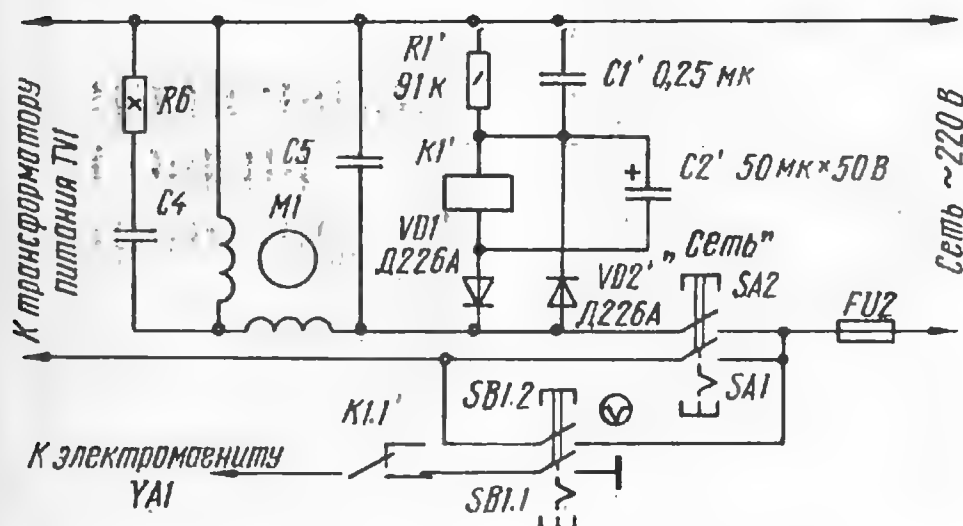 К трансформатору
питания TV1
R6
C4
M1
C5
R1'
91 к
C1' 0,25 мк
K1'
C2' 50 мк×50 В
+
VD1'
Д226А
VD2'
Д226А
„Сеть"
SA2
FU2
Сеть ~220 В
SA1
SB1.2
K1.1'
SB1.1
К электромагниту
YA1